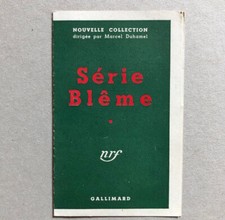 NOUVELLE COLLECTION
dirigée par Marcel Duhamel
Série
Blême
*
nrf
GALLIMARD